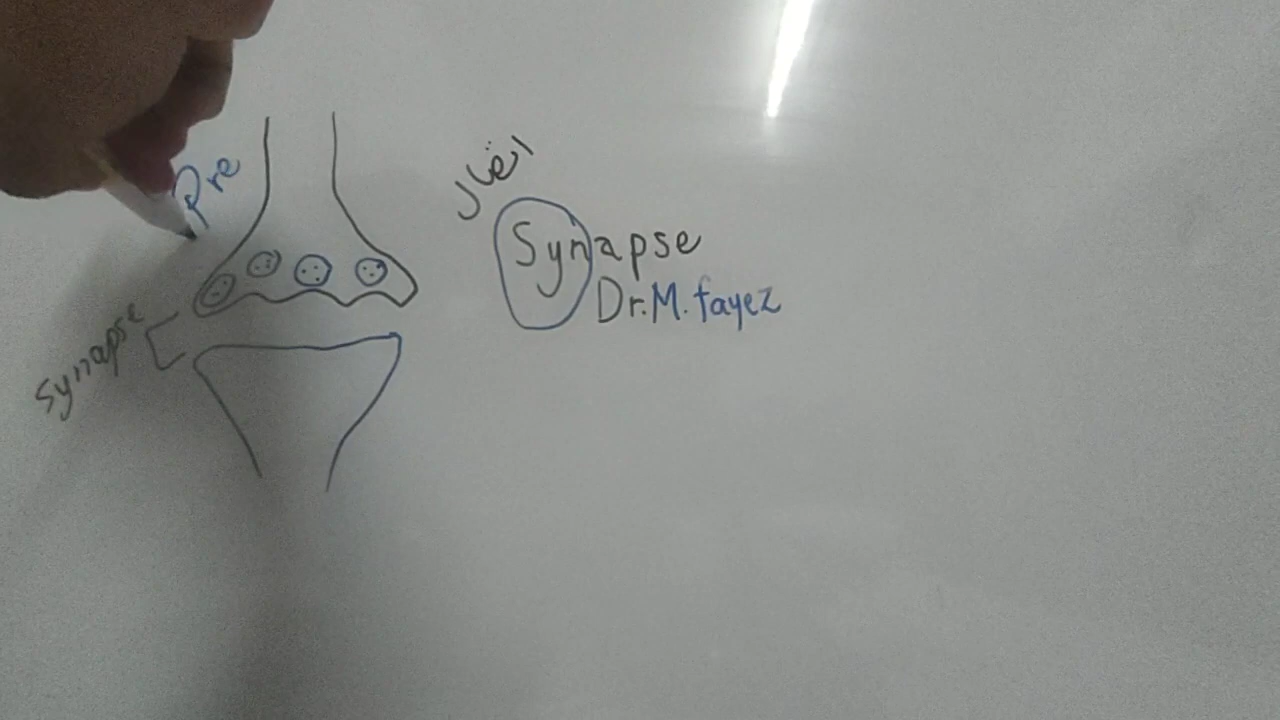 Pre
اتصال
Synapse
Dr.M.fayez
Synapse